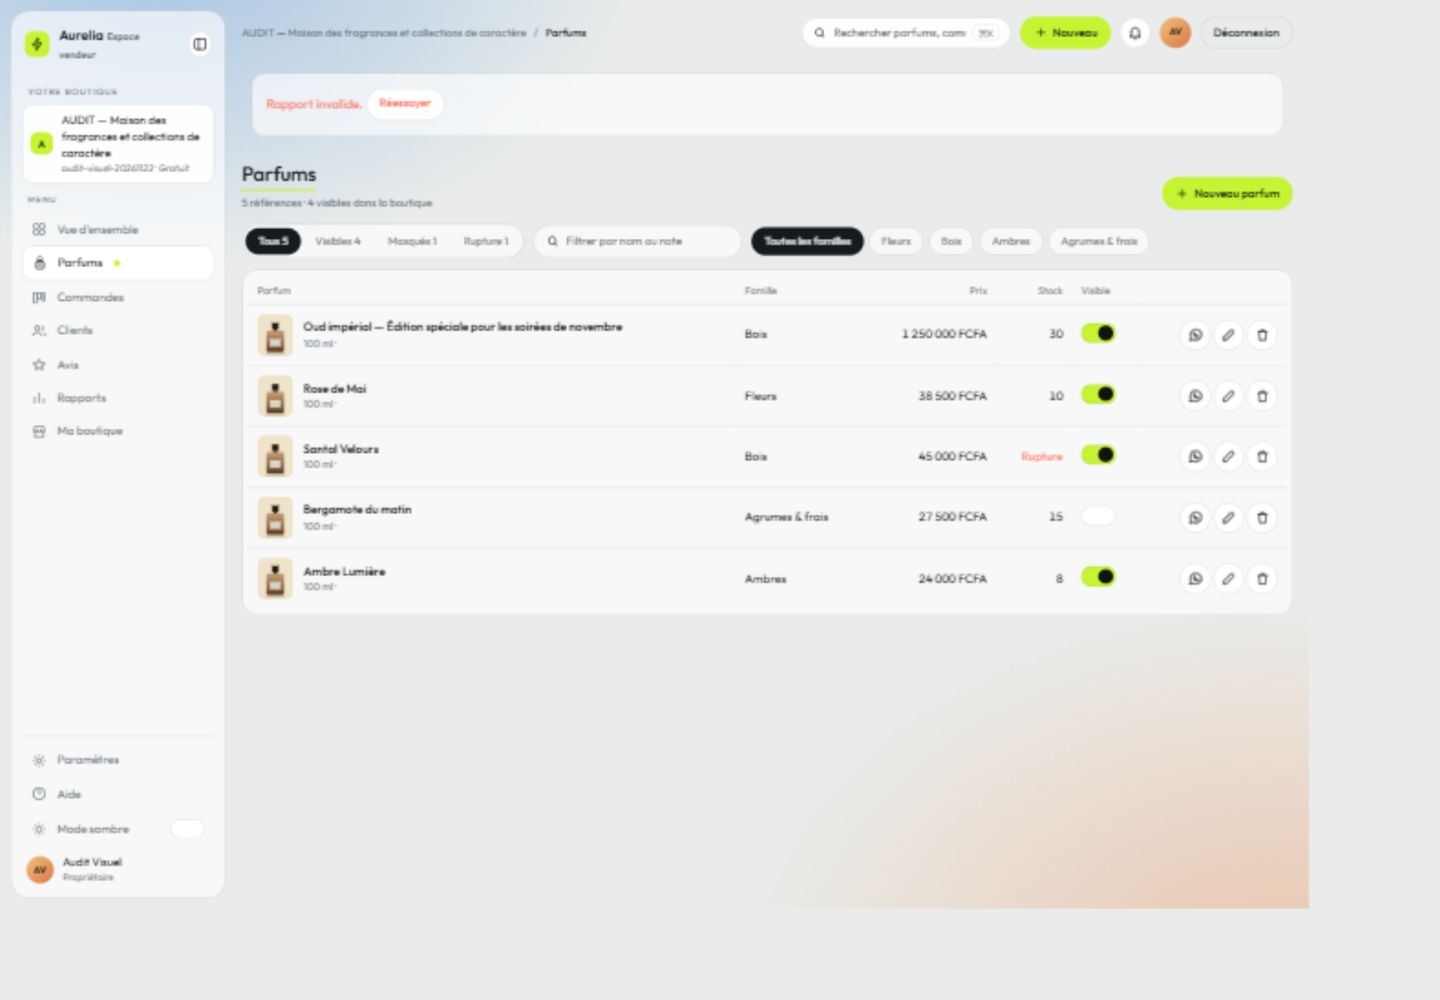 Aurelia Espace
vendeur
AUDIT — Maison des fragrances et collections de caractère / Parfums
Rechercher parfums, com ⌘K
+ Nouveau
AV
Déconnexion
VOTRE BOUTIQUE
A
AUDIT — Maison des
fragrances et collections de
caractère
audit-visuel-20261122 · Gratuit
MENU
Vue d'ensemble
Parfums
Commandes
Clients
Avis
Rapports
Ma boutique
Paramètres
Aide
Mode sombre
AV
Audit Visuel
Propriétaire
Rapport invalide. Réessayer
Parfums
5 références · 4 visibles dans la boutique
+ Nouveau parfum
Tous 5 Visibles 4 Masqués 1 Rupture 1
Filtrer par nom ou note
Toutes les familles Fleurs Bois Ambres Agrumes & frais
Parfum Famille Prix Stock Visible
Oud impérial — Édition spéciale pour les soirées de novembre
100 ml ·
Bois 1 250 000 FCFA 30
Rose de Mai
100 ml ·
Fleurs 38 500 FCFA 10
Santal Velours
100 ml ·
Bois 45 000 FCFA Rupture
Bergamote du matin
100 ml ·
Agrumes & frais 27 500 FCFA 15
Ambre Lumière
100 ml ·
Ambres 24 000 FCFA 8